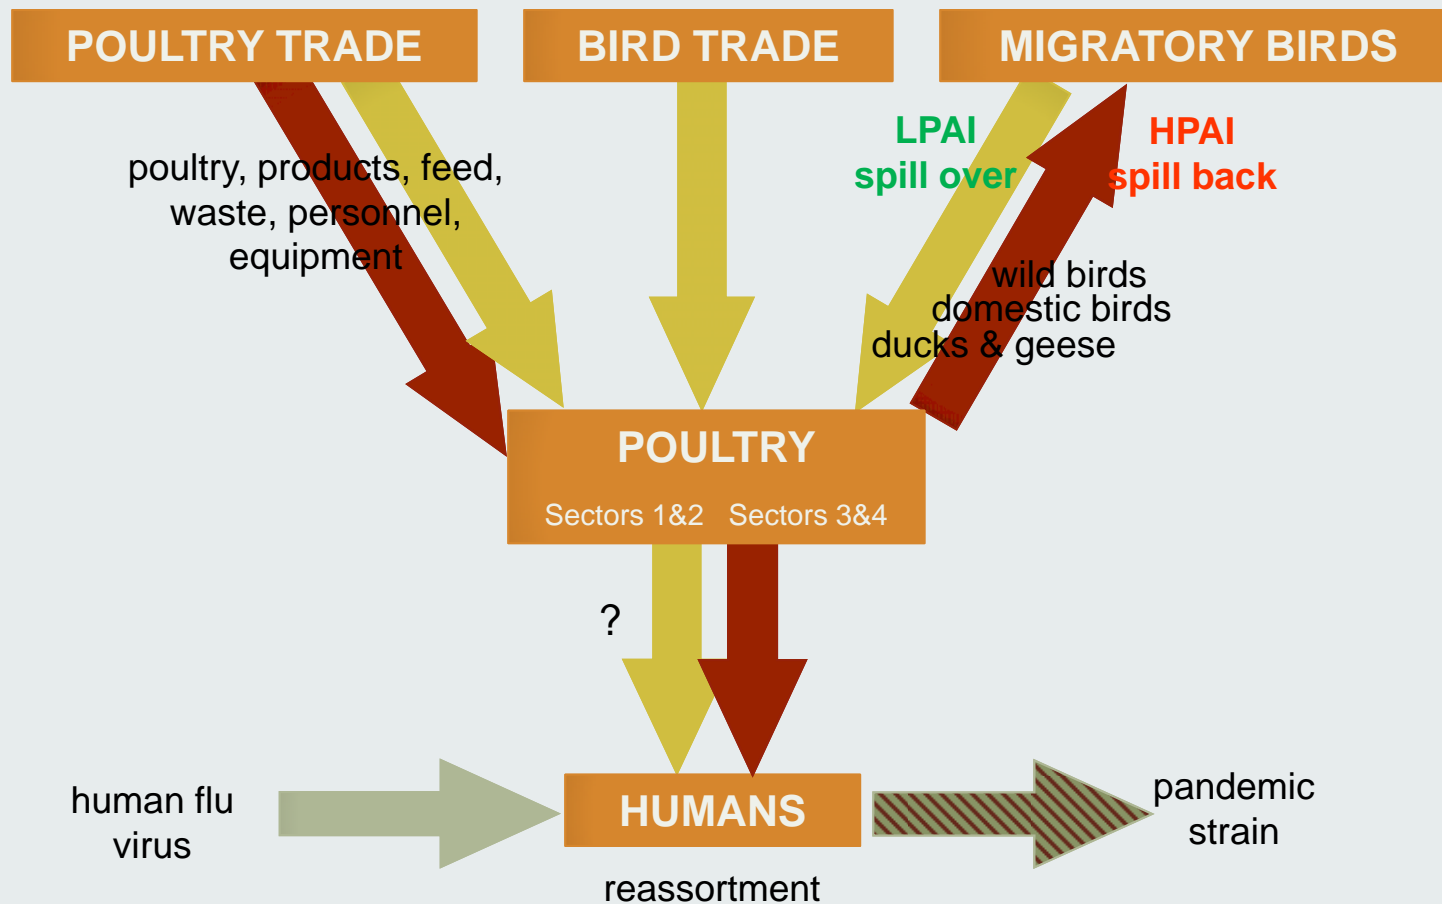 POULTRY TRADE
BIRD TRADE
MIGRATORY BIRDS
poultry, products, feed,
waste, personnel,
equipment
LPAI
spill over
HPAI
spill back
wild birds
domestic birds
ducks & geese
POULTRY
Sectors 1&2 Sectors 3&4
?
human flu
virus
HUMANS
pandemic
strain
reassortment